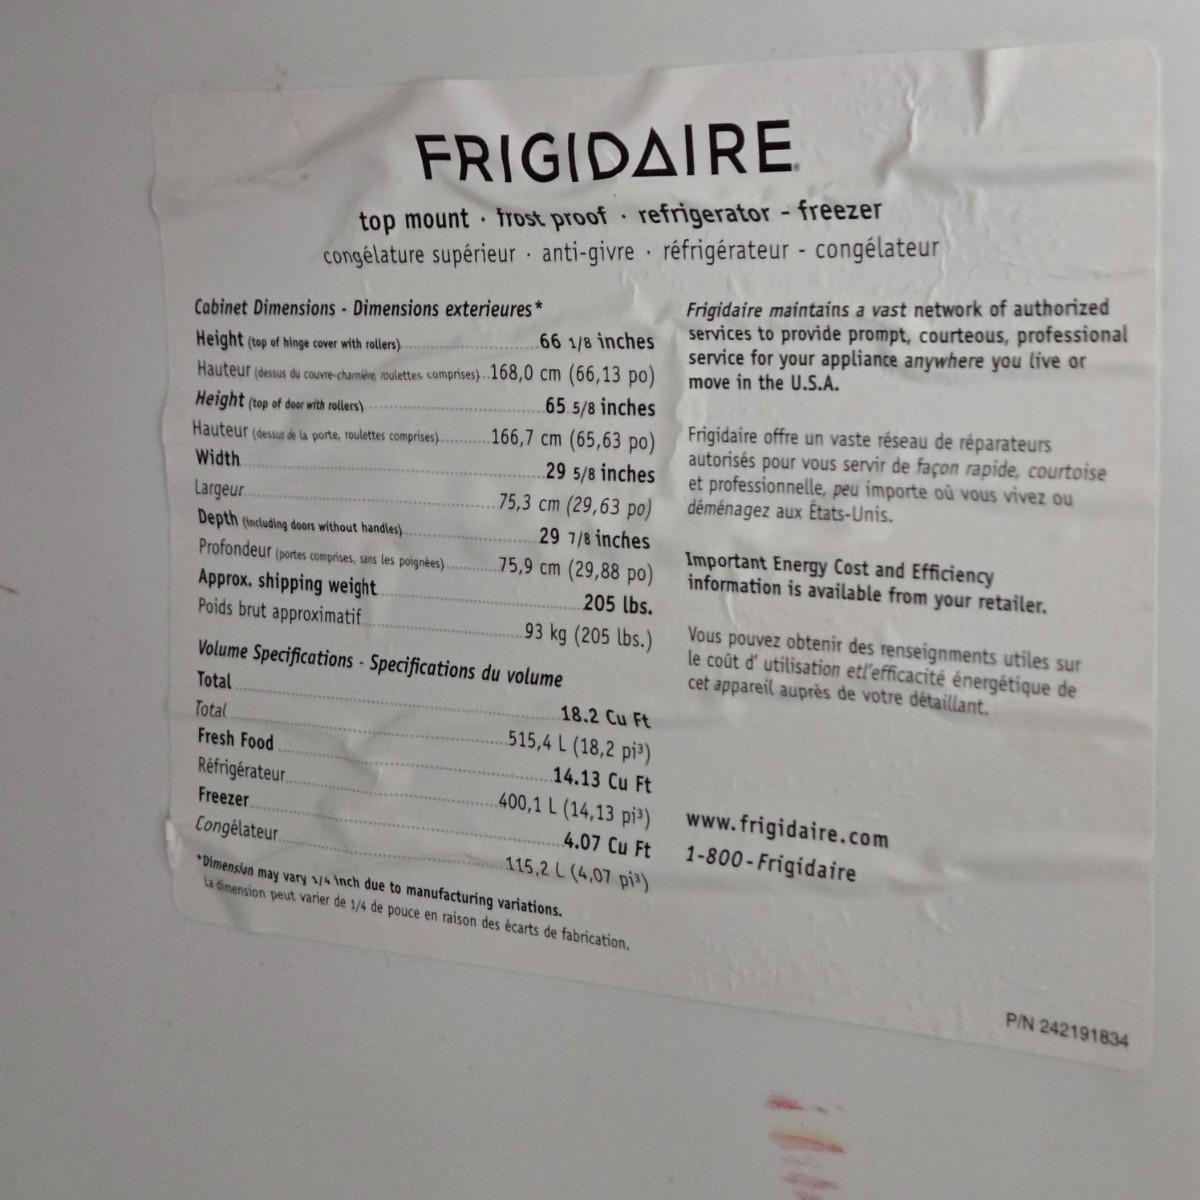 FRIGIDAIRE®
top mount · frost proof · refrigerator - freezer
congélature supérieur · anti-givre · réfrigérateur - congélateur
Cabinet Dimensions - Dimensions exterieures*
Height (top of hinge cover with rollers) 66 1/8 inches
Hauteur (dessus du couvre-charnière, roulettes comprises) 168,0 cm (66,13 po)
Height (top of door with rollers) 65 5/8 inches
Hauteur (dessus de la porte, roulettes comprises) 166,7 cm (65,63 po)
Width 29 5/8 inches
Largeur 75,3 cm (29,63 po)
Depth (including doors without handles) 29 7/8 inches
Profondeur (portes comprises, sans les poignées) 75,9 cm (29,88 po)
Approx. shipping weight 205 lbs.
Poids brut approximatif 93 kg (205 lbs.)
Volume Specifications - Specifications du volume
Total 18.2 Cu Ft
Total 515,4 L (18,2 pi³)
Fresh Food 14.13 Cu Ft
Réfrigérateur 400,1 L (14,13 pi³)
Freezer 4.07 Cu Ft
Congélateur 115,2 L (4,07 pi³)
*Dimension may vary 1/4 inch due to manufacturing variations.
La dimension peut varier de 1/4 de pouce en raison des écarts de fabrication.
Frigidaire maintains a vast network of authorized
services to provide prompt, courteous, professional
service for your appliance anywhere you live or
move in the U.S.A.
Frigidaire offre un vaste réseau de réparateurs
autorisés pour vous servir de façon rapide, courtoise
et professionnelle, peu importe où vous vivez ou
déménagez aux États-Unis.
Important Energy Cost and Efficiency
information is available from your retailer.
Vous pouvez obtenir des renseignments utiles sur
le coût d' utilisation etl'efficacité énergétique de
cet appareil auprès de votre détaillant.
www.frigidaire.com
1-800-Frigidaire
P/N 242191834